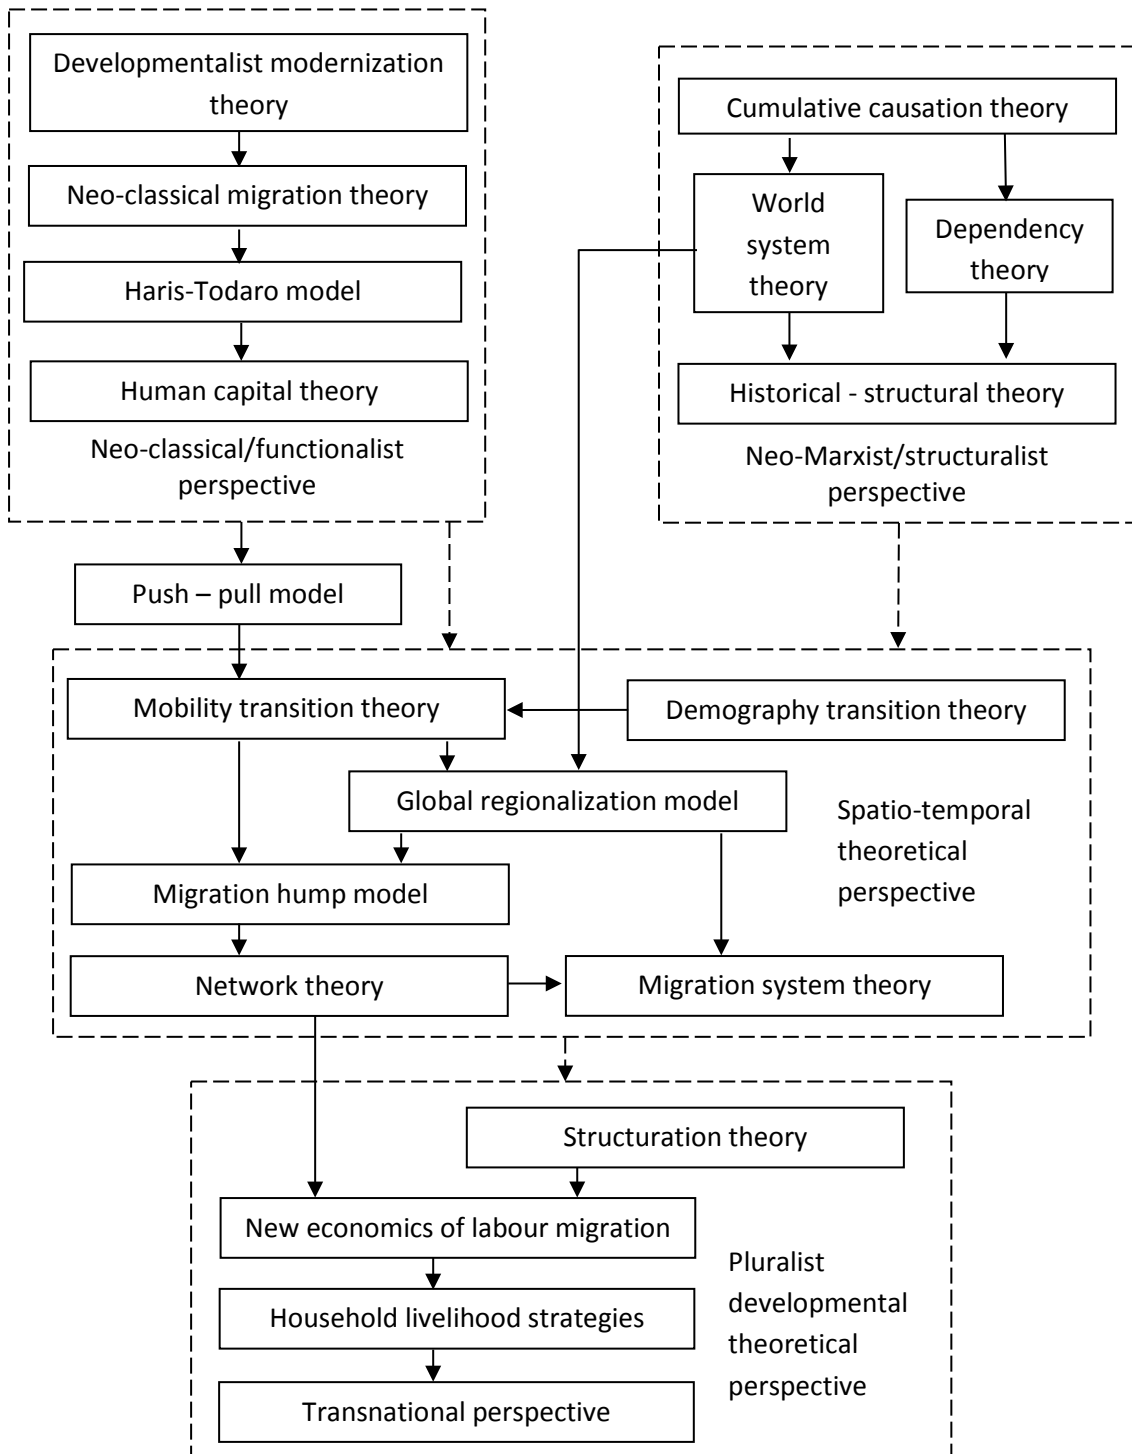 Developmentalist modernization
theory
Neo-classical migration theory
Haris-Todaro model
Human capital theory
Neo-classical/functionalist
perspective
Cumulative causation theory
World
system
theory
Dependency
theory
Historical - structural theory
Neo-Marxist/structuralist
perspective
Push – pull model
Mobility transition theory
Demography transition theory
Global regionalization model
Spatio-temporal
theoretical
perspective
Migration hump model
Network theory
Migration system theory
Structuration theory
New economics of labour migration
Household livelihood strategies
Transnational perspective
Pluralist
developmental
theoretical
perspective